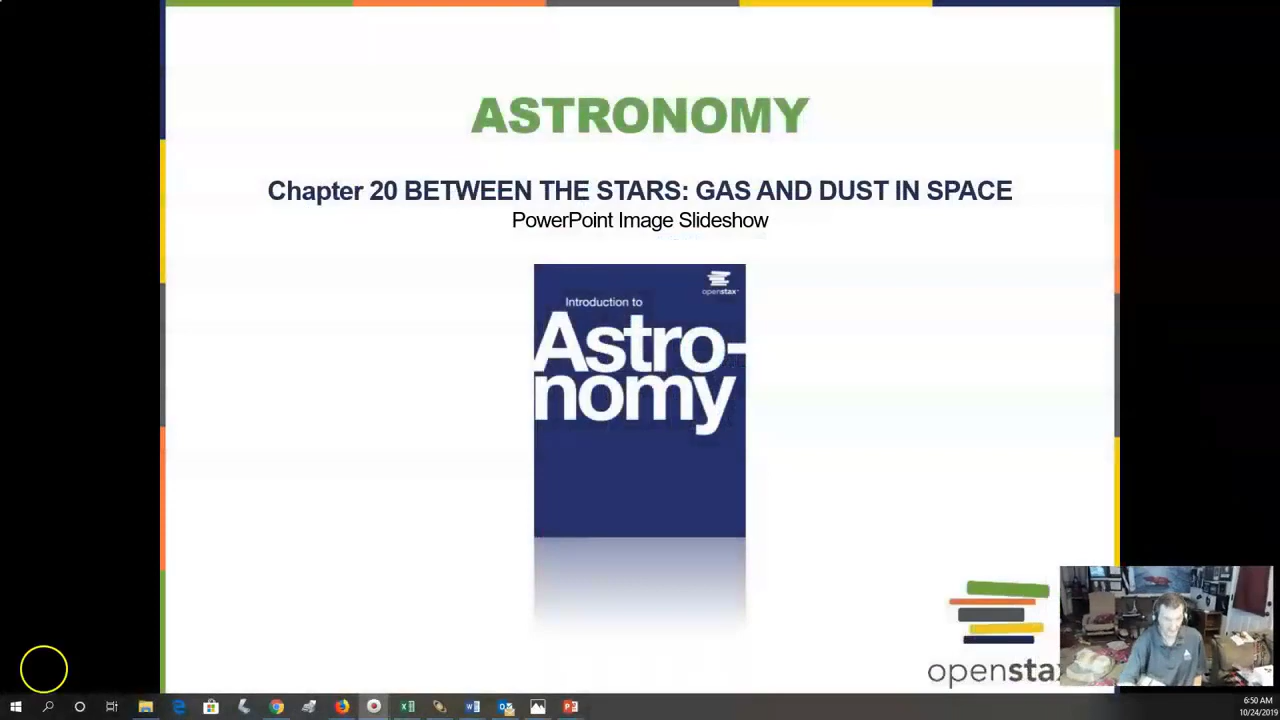 ASTRONOMY
Chapter 20 BETWEEN THE STARS: GAS AND DUST IN SPACE
PowerPoint Image Slideshow
openstax
Introduction to
Astro-
nomy
openstax
6:50 AM
10/24/2019